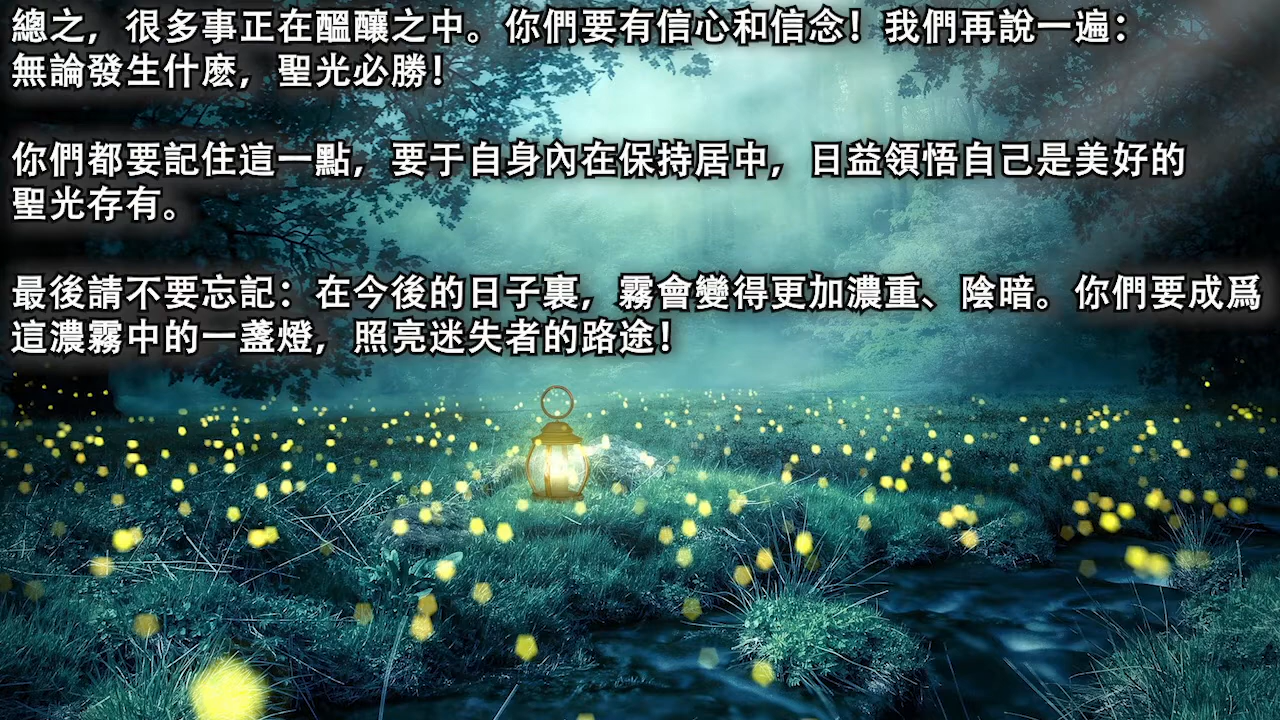 總之，很多事正在醞釀之中。你們要有信心和信念！我們再說一遍：
無論發生什麽，聖光必勝！
你們都要記住這一點，要于自身內在保持居中，日益領悟自己是美好的
聖光存有。
最後請不要忘記：在今後的日子裏，霧會變得更加濃重、陰暗。你們要成爲
這濃霧中的一盞燈，照亮迷失者的路途！